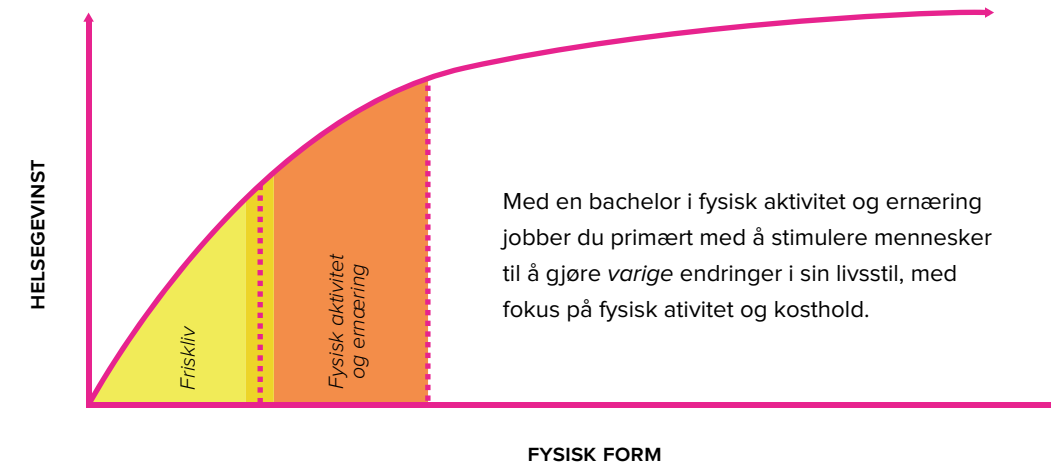 HELSEGEVINST
Friskliv
Fysisk aktivitet
og ernæring
Med en bachelor i fysisk aktivitet og ernæring
jobber du primært med å stimulere mennesker
til å gjøre varige endringer i sin livsstil, med
fokus på fysisk ativitet og kosthold.
FYSISK FORM